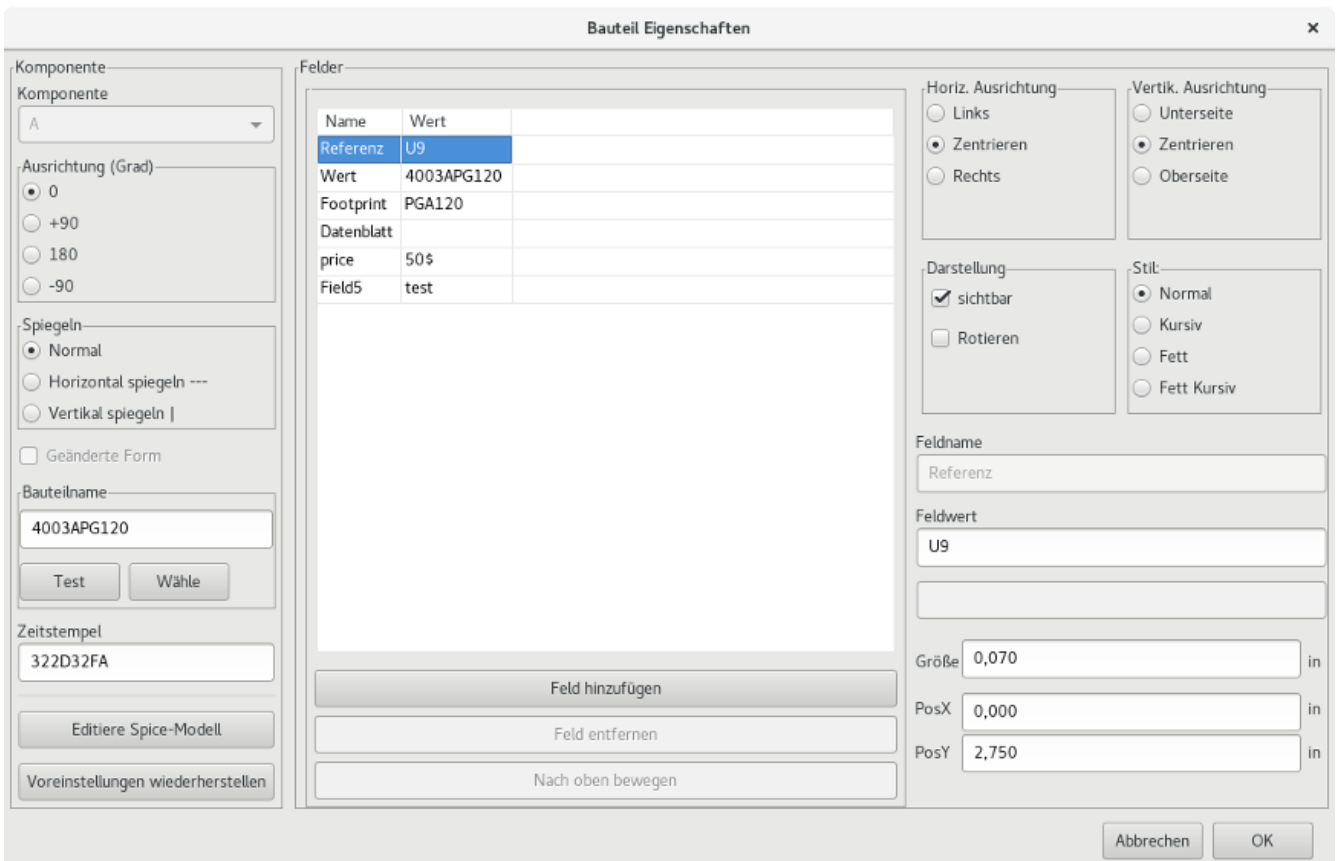 Bauteil Eigenschaften
Komponente
Komponente
A
Ausrichtung (Grad)
0
+90
180
-90
Spiegeln
Normal
Horizontal spiegeln ---
Vertikal spiegeln |
Geänderte Form
Bauteilname
4003APG120
Test Wähle
Zeitstempel
322D32FA
Editiere Spice-Modell
Voreinstellungen wiederherstellen
Felder
Name Wert
Referenz U9
Wert 4003APG120
Footprint PGA120
Datenblatt
price 50$
Field5 test
Feld hinzufügen
Feld entfernen
Nach oben bewegen
Horiz. Ausrichtung
Links
Zentrieren
Rechts
Vertik. Ausrichtung
Unterseite
Zentrieren
Oberseite
Darstellung
sichtbar
Rotieren
Stil:
Normal
Kursiv
Fett
Fett Kursiv
Feldname
Referenz
Feldwert
U9
Größe 0,070 in
PosX 0,000 in
PosY 2,750 in
Abbrechen OK